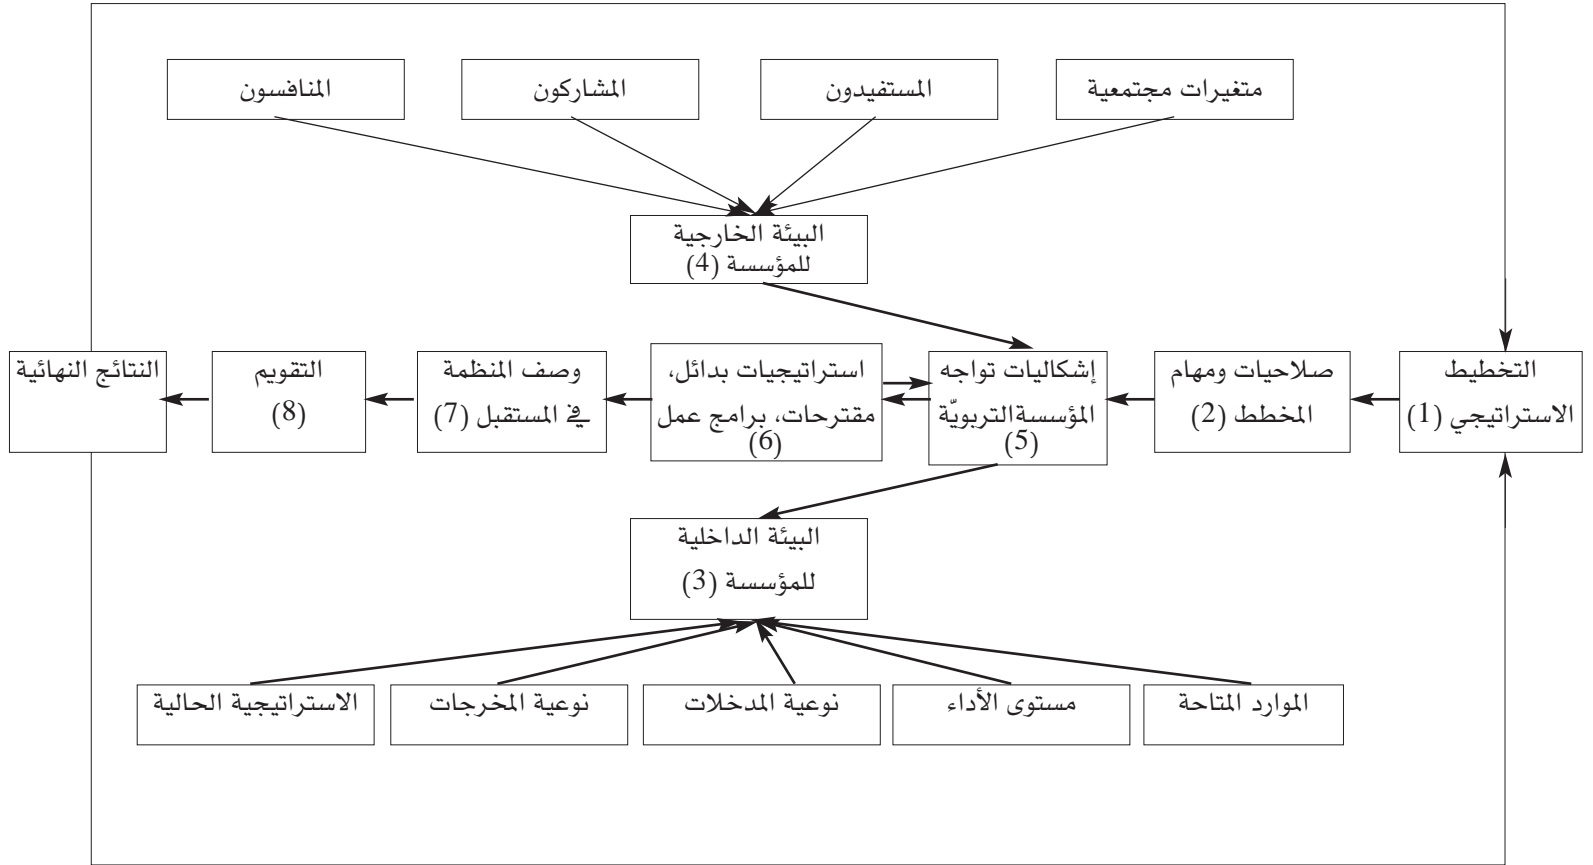 متغيرات مجتمعية
المستفيدون
المشاركون
المنافسون
البيئة الخارجية
للمؤسسة (4)
التخطيط
الاستراتيجي (1)
صلاحيات ومهام
المخطط (2)
إشكاليات تواجه
المؤسسة التربويّة
(5)
استراتيجيات بدائل،
مقترحات، برامج عمل
(6)
وصف المنظمة
في المستقبل (7)
التقويم
(8)
النتائج النهائية
البيئة الداخلية
للمؤسسة (3)
الموارد المتاحة
مستوى الأداء
نوعية المدخلات
نوعية المخرجات
الاستراتيجية الحالية